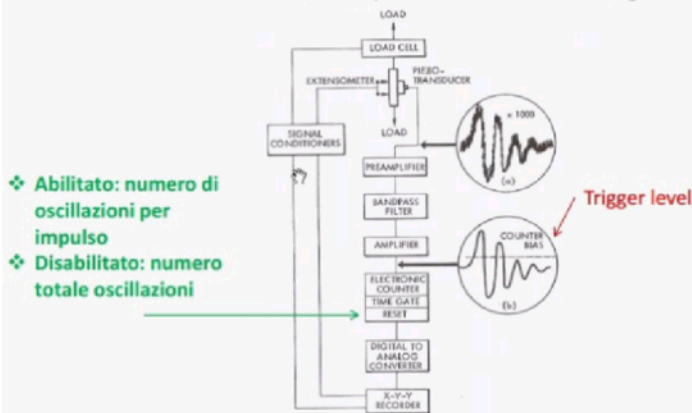 LOAD
LOAD CELL
EXTENSOMETER
PIEZO-
TRANSDUCER
LOAD
SIGNAL
CONDITIONERS
× 1000
(a)
PREAMPLIFIER
❖ Abilitato: numero di
oscillazioni per
impulso
❖ Disabilitato: numero
totale oscillazioni
BANDPASS
FILTER
Trigger level
AMPLIFIER
COUNTER
BIAS
(b)
ELECTRONIC
COUNTER
TIME GATE
RESET
DIGITAL TO
ANALOG
CONVERTER
X-Y-Y
RECORDER